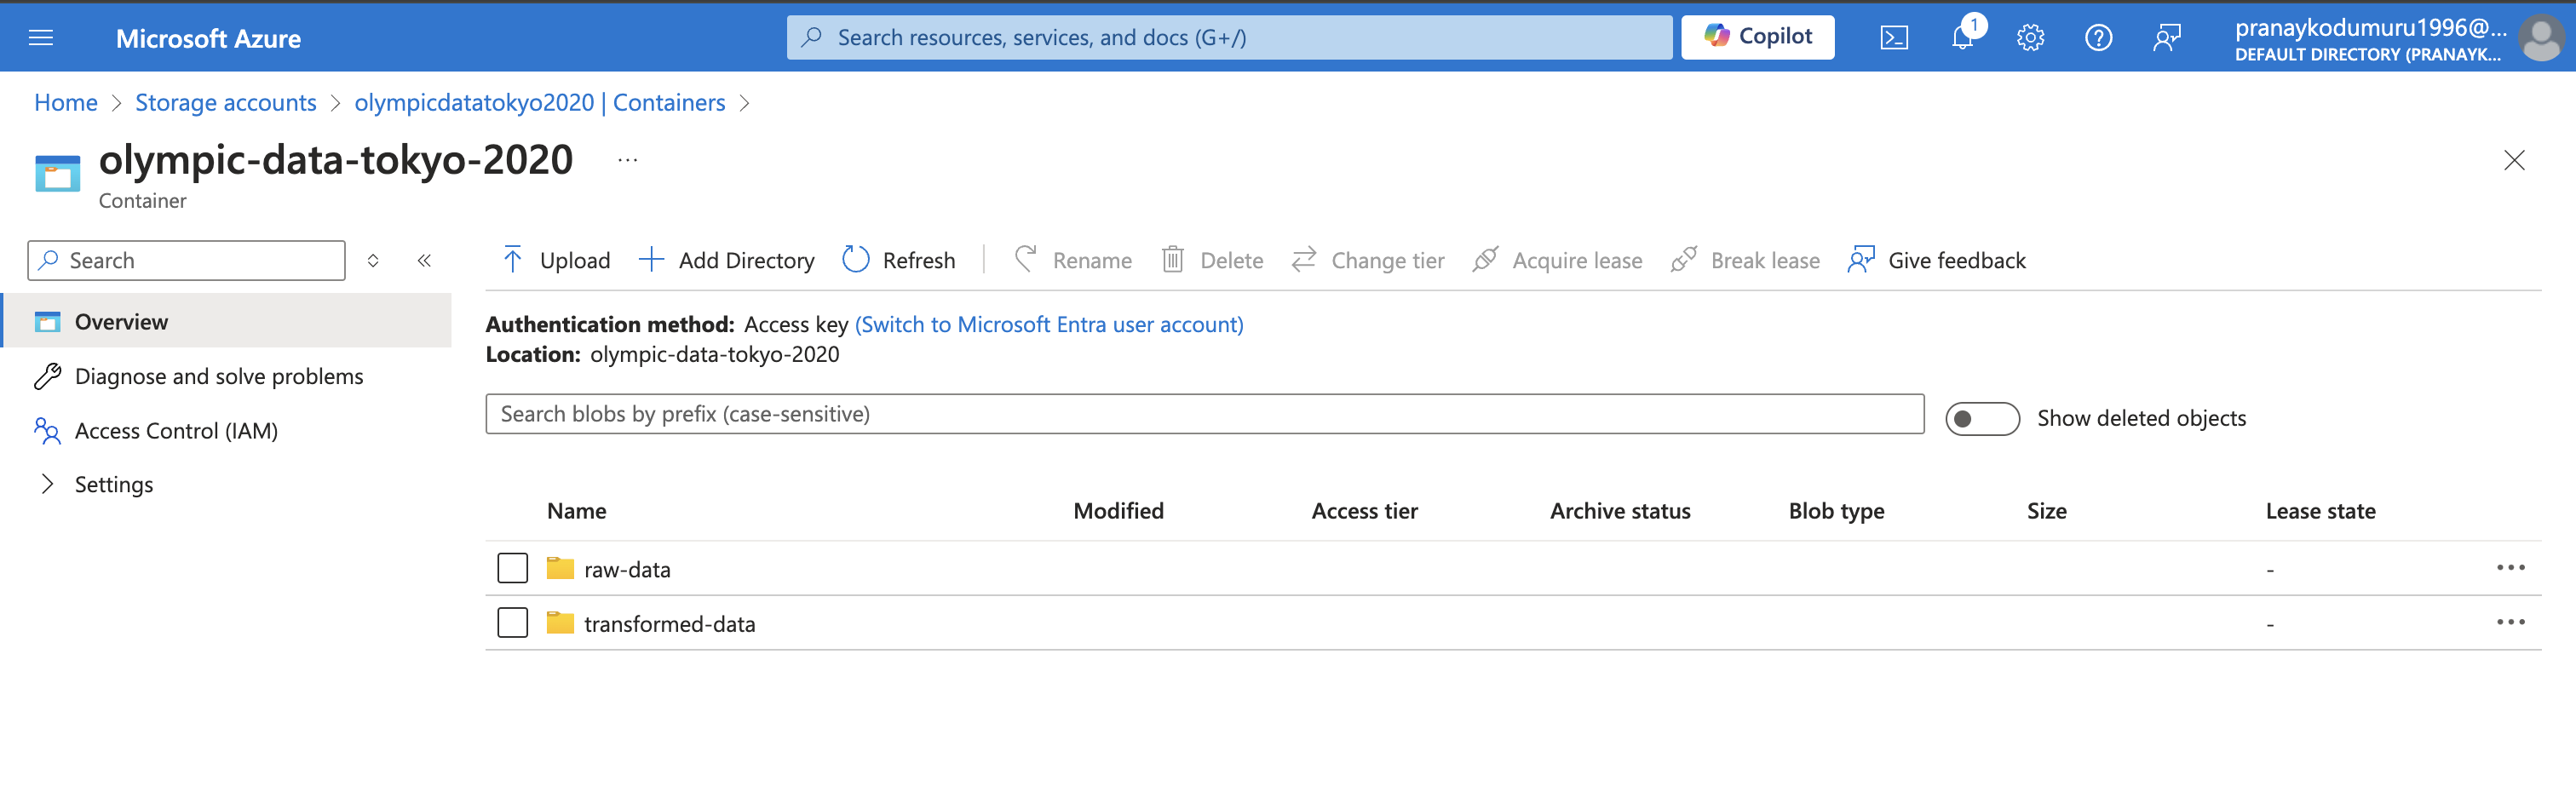 Microsoft Azure
Search resources, services, and docs (G+/)
Copilot
1
pranaykodumuru1996@...
DEFAULT DIRECTORY (PRANAYK...
Home > Storage accounts > olympicdatatokyo2020 | Containers >
olympic-data-tokyo-2020 ...
Container
Search
Overview
Diagnose and solve problems
Access Control (IAM)
Settings
Upload Add Directory Refresh Rename Delete Change tier Acquire lease Break lease Give feedback
Authentication method: Access key (Switch to Microsoft Entra user account)
Location: olympic-data-tokyo-2020
Search blobs by prefix (case-sensitive)
Show deleted objects
Name Modified Access tier Archive status Blob type Size Lease state
raw-data - ...
transformed-data - ...